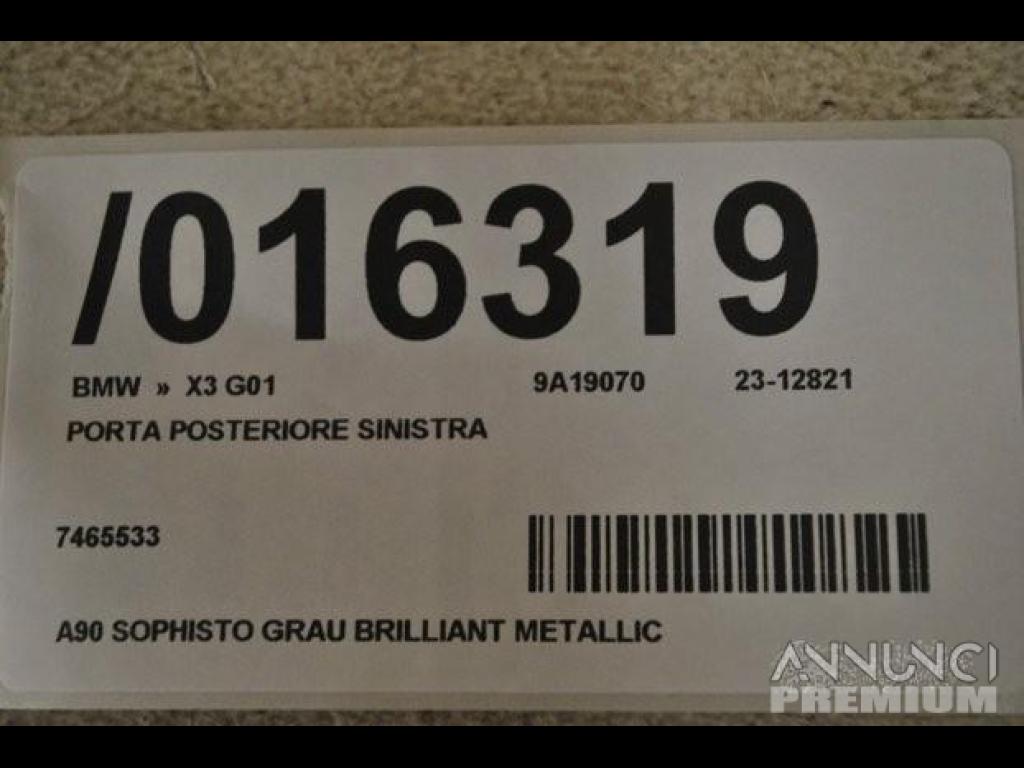 /016319
BMW » X3 G01 9A19070 23-12821
PORTA POSTERIORE SINISTRA
7465533
A90 SOPHISTO GRAU BRILLIANT METALLIC
ANNUNCI
PREMIUM